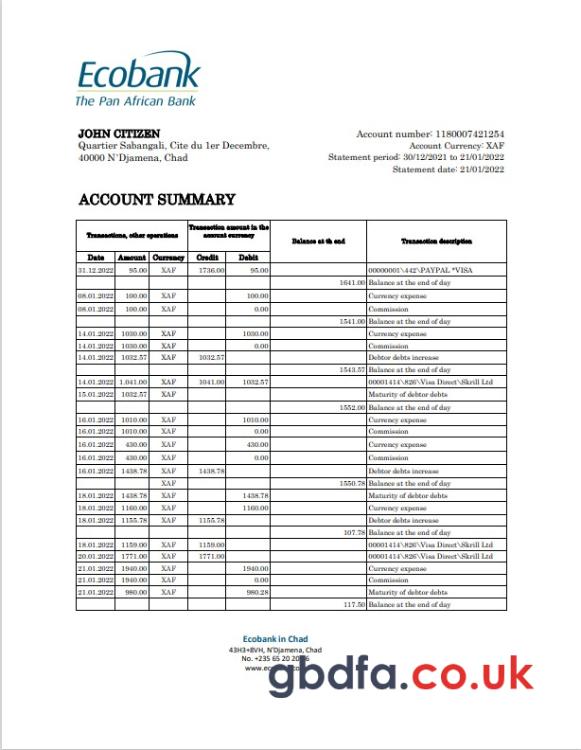 Ecobank
The Pan African Bank
JOHN CITIZEN
Quartier Sabangali, Cite du 1er Decembre,
40000 N'Djamena, Chad
Account number: 1180007421254
Account Currency: XAF
Statement period: 30/12/2021 to 21/01/2022
Statement date: 21/01/2022
ACCOUNT SUMMARY
Transactions, other operations Transaction amount in the account currency Balance at th end Transaction description
Date Amount Currency Credit Debit
31.12.2022 95.00 XAF 1736.00 95.00 00000001\442\PAYPAL *VISA
1641.00 Balance at the end of day
08.01.2022 100.00 XAF 100.00 Currency expense
08.01.2022 100.00 XAF 0.00 Commission
1541.00 Balance at the end of day
14.01.2022 1030.00 XAF 1030.00 Currency expense
14.01.2022 1030.00 XAF 0.00 Commission
14.01.2022 1032.57 XAF 1032.57 Debtor debts increase
1543.57 Balance at the end of day
14.01.2022 1,041.00 XAF 1041.00 1032.57 00001414\826\Visa Direct\Skrill Ltd
15.01.2022 1032.57 XAF Maturity of debtor debts
1552.00 Balance at the end of day
16.01.2022 1010.00 XAF 1010.00 Currency expense
16.01.2022 1010.00 XAF 0.00 Commission
16.01.2022 430.00 XAF 430.00 Currency expense
16.01.2022 430.00 XAF 0.00 Commission
16.01.2022 1438.78 XAF 1438.78 Debtor debts increase
XAF 1550.78 Balance at the end of day
18.01.2022 1438.78 XAF 1438.78 Maturity of debtor debts
18.01.2022 1160.00 XAF 1160.00 Currency expense
18.01.2022 1155.78 XAF 1155.78 Debtor debts increase
107.78 Balance at the end of day
18.01.2022 1159.00 XAF 1159.00 00001414\826\Visa Direct\Skrill Ltd
20.01.2022 1771.00 XAF 1771.00 00001414\826\Visa Direct\Skrill Ltd
21.01.2022 1940.00 XAF 1940.00 Currency expense
21.01.2022 1940.00 XAF 0.00 Commission
21.01.2022 980.00 XAF 980.28 Maturity of debtor debts
117.50 Balance at the end of day
Ecobank in Chad
43H3+8VH, N'Djamena, Chad
No. +235 65 20 20
gbdfa.co.uk